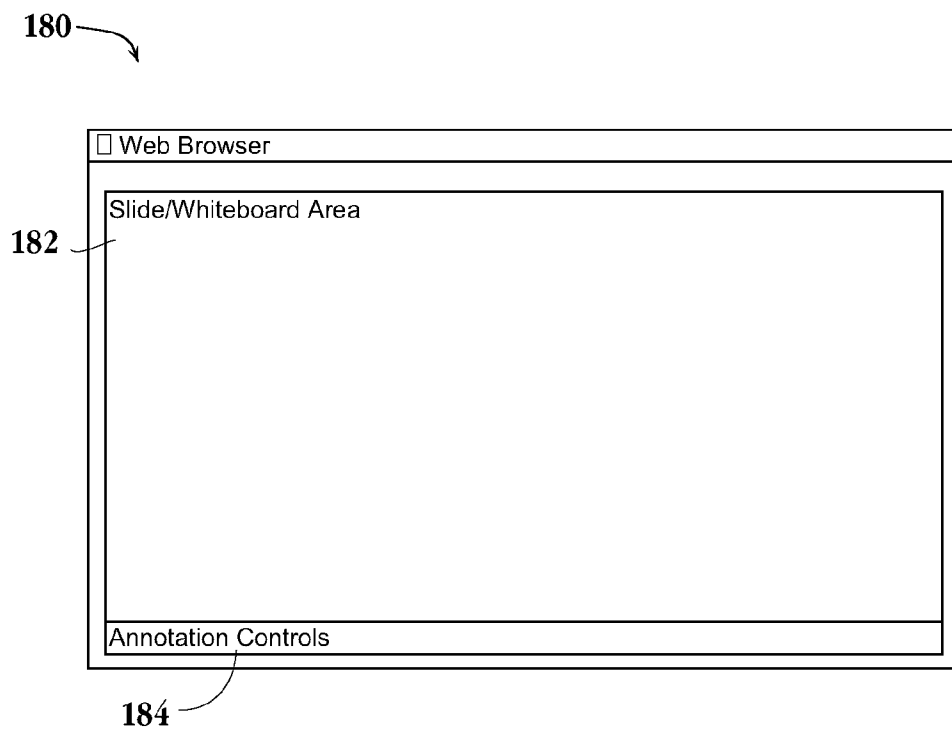 180
Web Browser
Slide/Whiteboard Area
182
Annotation Controls
184